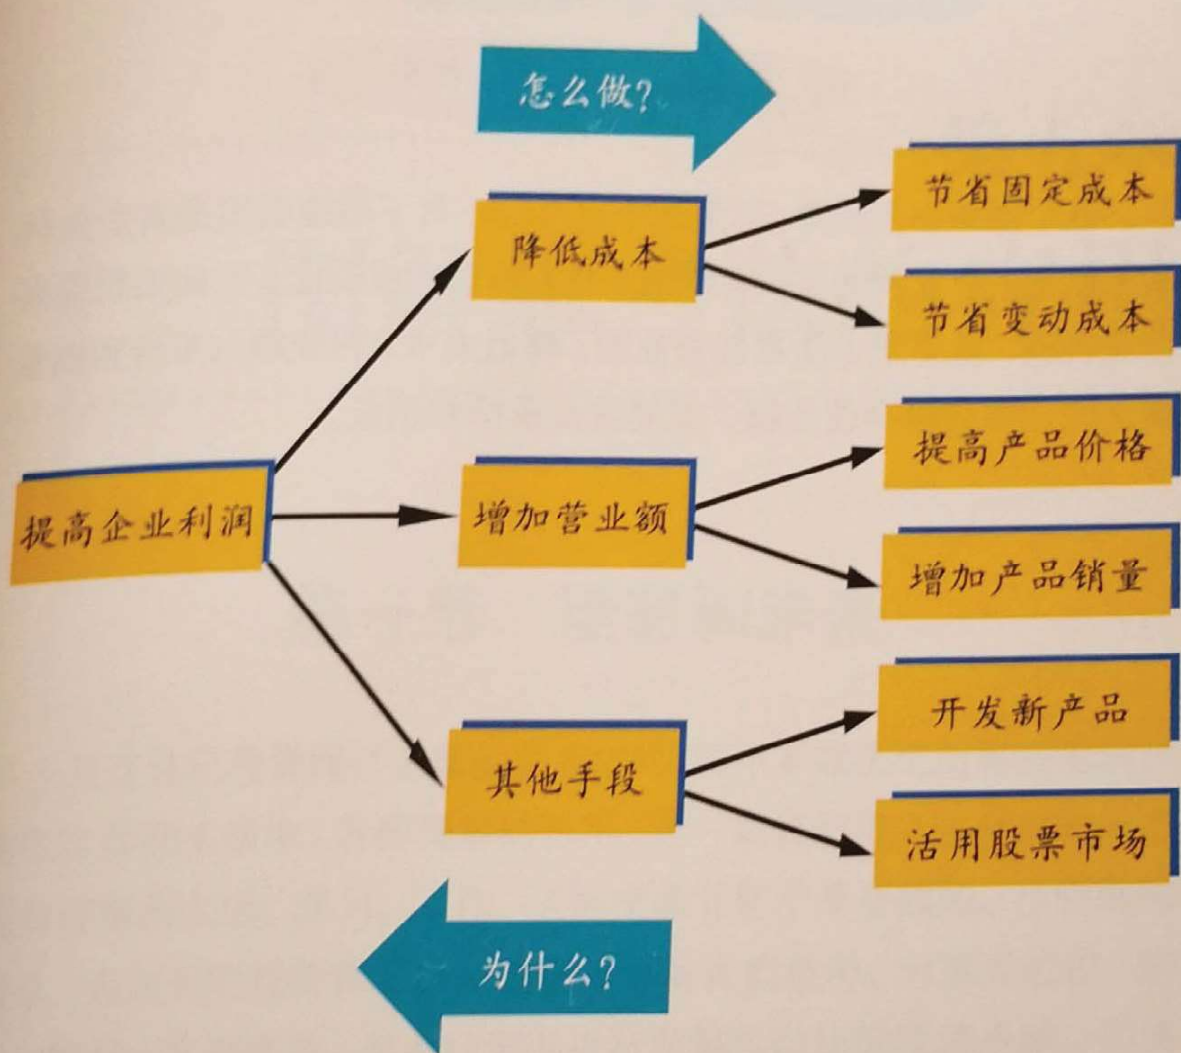 怎么做?
降低成本
节省固定成本
节省变动成本
提高企业利润
增加营业额
提高产品价格
增加产品销量
其他手段
开发新产品
活用股票市场
为什么?